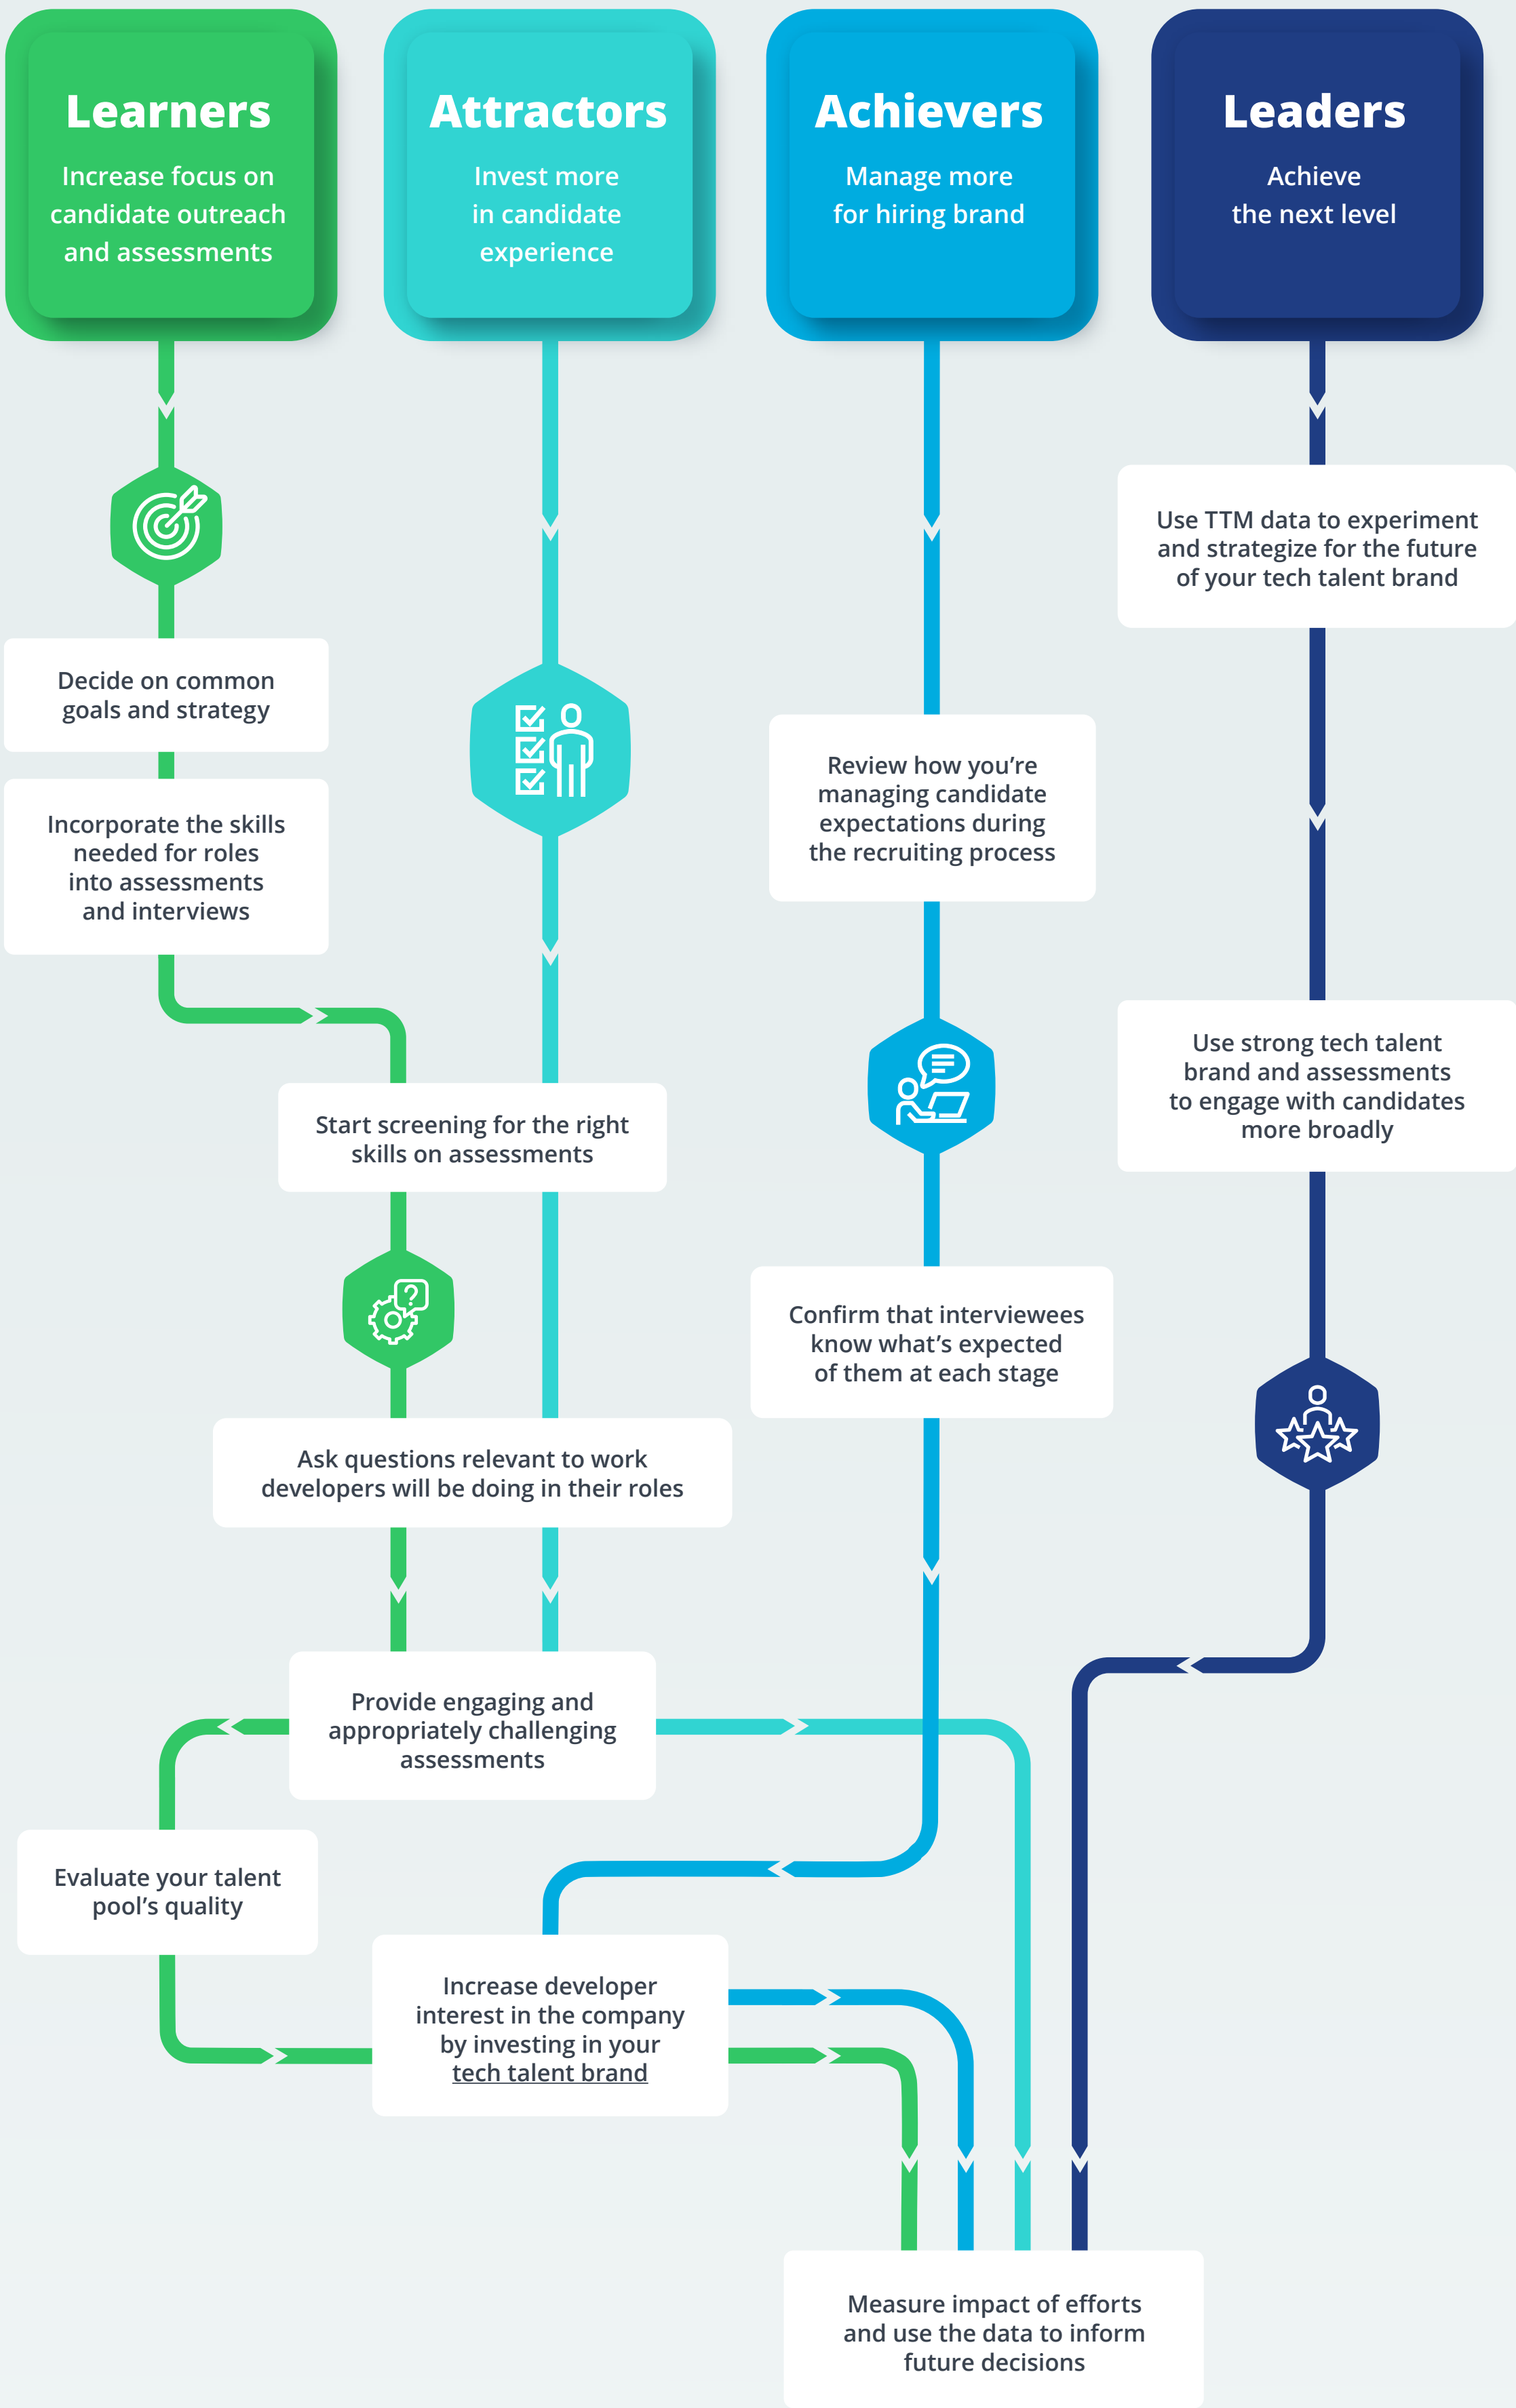 Learners
Increase focus on
candidate outreach
and assessments
Attractors
Invest more
in candidate
experience
Achievers
Manage more
for hiring brand
Leaders
Achieve
the next level
Use TTM data to experiment
and strategize for the future
of your tech talent brand
Decide on common
goals and strategy
Review how you’re
managing candidate
expectations during
the recruiting process
Incorporate the skills
needed for roles
into assessments
and interviews
Use strong tech talent
brand and assessments
to engage with candidates
more broadly
Start screening for the right
skills on assessments
?
Confirm that interviewees
know what’s expected
of them at each stage
Ask questions relevant to work
developers will be doing in their roles
Provide engaging and
appropriately challenging
assessments
Evaluate your talent
pool’s quality
Increase developer
interest in the company
by investing in your
tech talent brand
Measure impact of efforts
and use the data to inform
future decisions